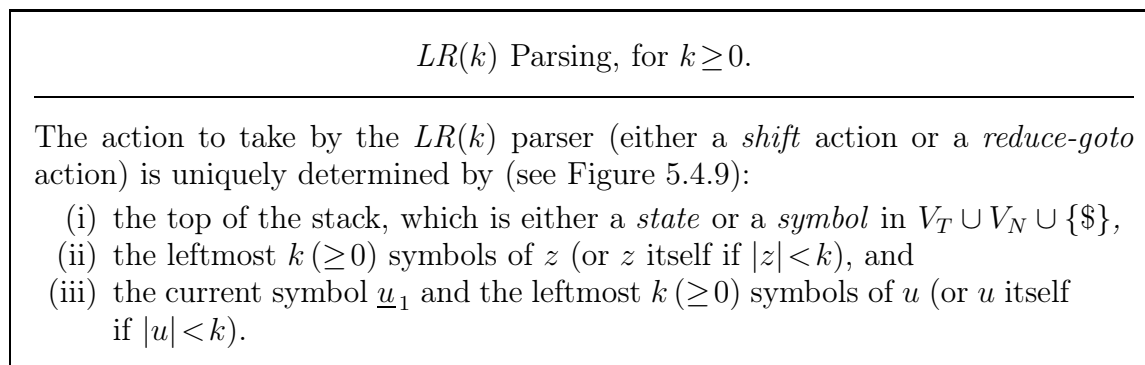 LR(k) Parsing, for k ≥ 0.
The action to take by the LR(k) parser (either a shift action or a reduce-goto
action) is uniquely determined by (see Figure 5.4.9):
(i) the top of the stack, which is either a state or a symbol in V_T ∪ V_N ∪ {$},
(ii) the leftmost k (≥0) symbols of z (or z itself if |z| < k), and
(iii) the current symbol u̲₁ and the leftmost k (≥0) symbols of u (or u itself
if |u| < k).